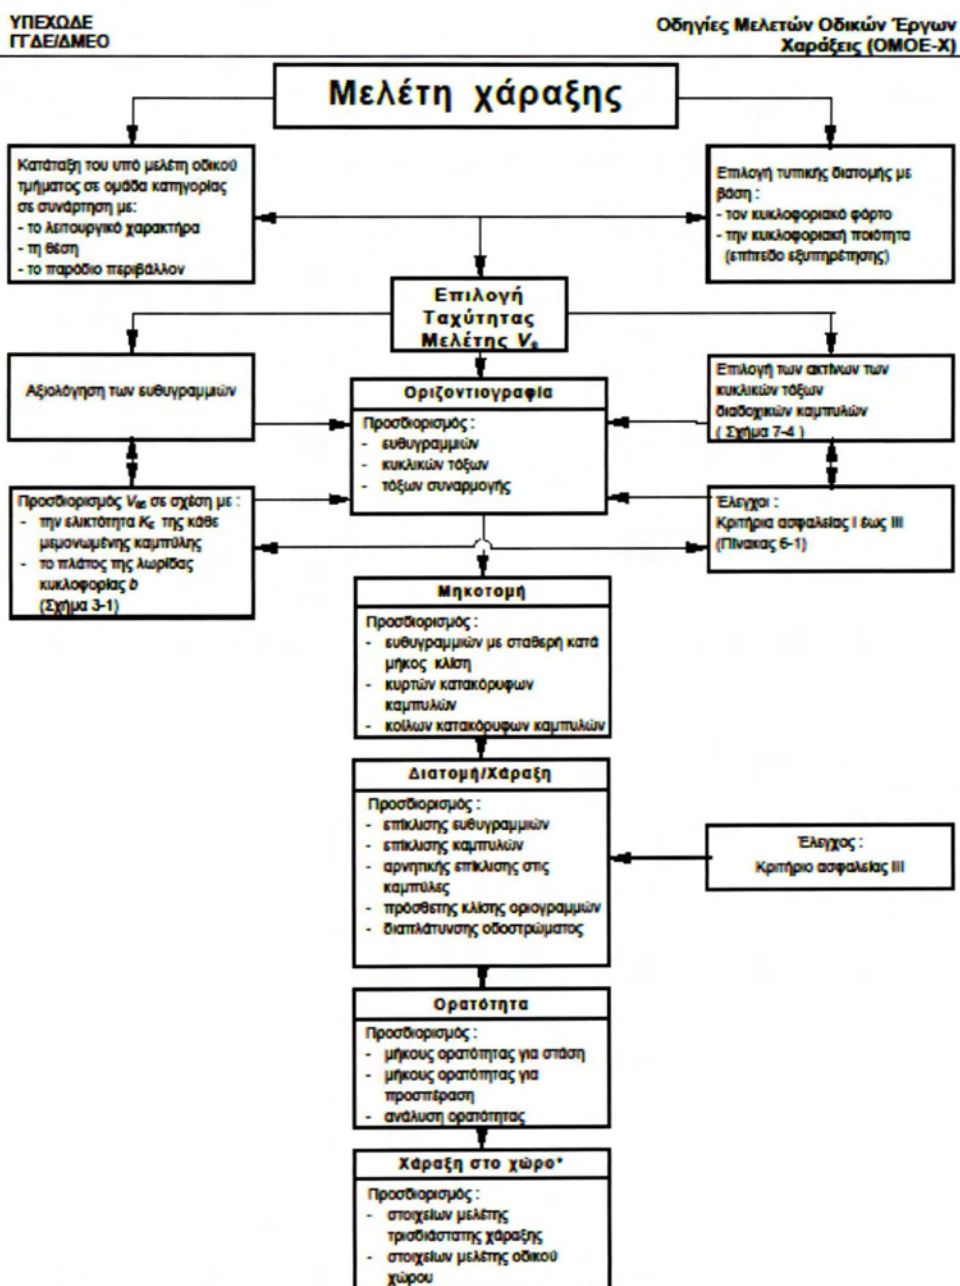 ΥΠΕΧΩΔΕ
ΓΓΔΕ/ΔΜΕΟ
Οδηγίες Μελετών Οδικών Έργων
Χαράξεις (ΟΜΟΕ-Χ)
Μελέτη χάραξης
Κατάταξη του υπό μελέτη οδικού
τμήματος σε ομάδα κατηγορίας
σε συνάρτηση με:
- το λειτουργικό χαρακτήρα
- τη θέση
- το παρόδιο περιβάλλον
Επιλογή τυπικής διατομής με
βάση :
- τον κυκλοφοριακό φόρτο
- την κυκλοφοριακή ποιότητα
(επίπεδο εξυπηρέτησης)
Επιλογή
Ταχύτητας
Μελέτης Ve
Αξιολόγηση των ευθυγραμμιών
Οριζοντιογραφία
Προσδιορισμός :
- ευθυγραμμιών
- κυκλικών τόξων
- τόξων συναρμογής
Επιλογή των ακτίνων των
κυκλικών τόξων
διαδοχικών καμπυλών
( Σχήμα 7-4 )
Προσδιορισμός V85 σε σχέση με :
- την ελικτότητα KE της κάθε
μεμονωμένης καμπύλης
- το πλάτος της λωρίδας
κυκλοφορίας b
(Σχήμα 3-1)
Έλεγχοι :
Κριτήρια ασφαλείας Ι έως ΙΙΙ
(Πίνακας 6-1)
Μηκοτομή
Προσδιορισμός :
- ευθυγραμμιών με σταθερή κατά
μήκος κλίση
- κυρτών κατακόρυφων
καμπυλών
- κοίλων κατακόρυφων καμπυλών
Διατομή/Χάραξη
Προσδιορισμός :
- επίκλισης ευθυγραμμιών
- επίκλισης καμπυλών
- αρνητικής επίκλισης στις
καμπύλες
- πρόσθετης κλίσης οριογραμμών
- διαπλάτυνσης οδοστρώματος
Έλεγχος :
Κριτήριο ασφαλείας ΙΙΙ
Ορατότητα
Προσδιορισμός :
- μήκους ορατότητας για στάση
- μήκους ορατότητας για
προσπέραση
- ανάλυση ορατότητας
Χάραξη στο χώρο*
Προσδιορισμός :
- στοιχείων μελέτης
τρισδιάστατης χάραξης
- στοιχείων μελέτης οδικού
χώρου